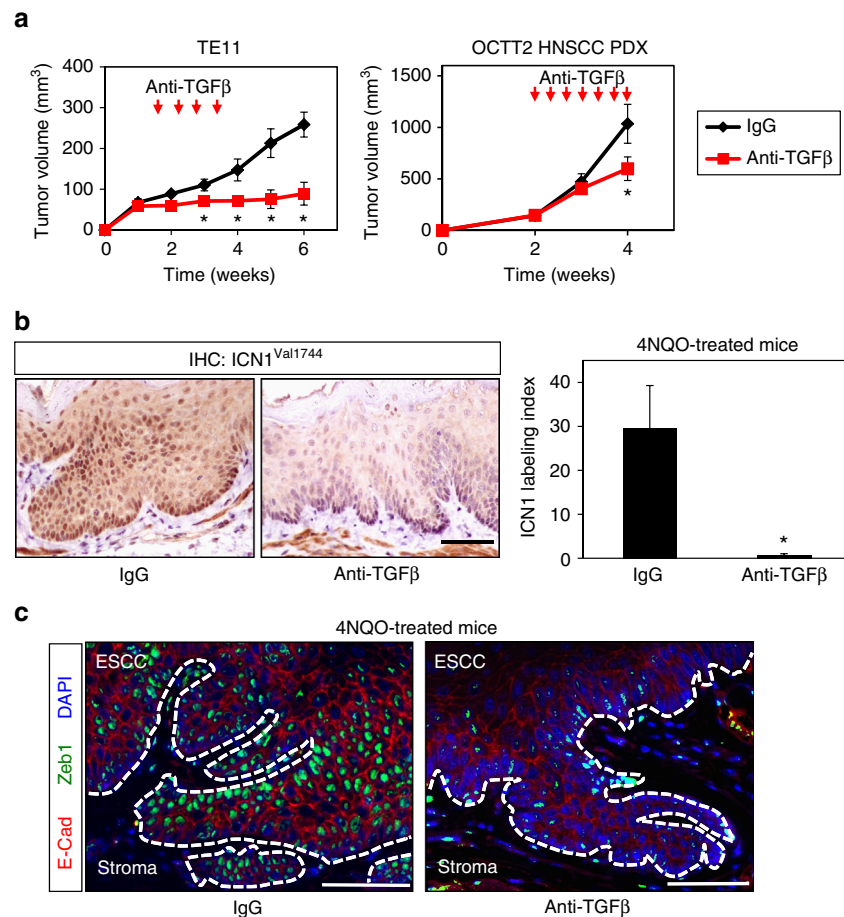 a
TE11
Tumor volume (mm³)
400
300
200
100
0
Anti-TGFβ
* * * *
0 2 4 6
Time (weeks)
OCTT2 HNSCC PDX
Tumor volume (mm³)
1500
1000
500
0
Anti-TGFβ
*
0 2 4
Time (weeks)
IgG
Anti-TGFβ
b
IHC: ICN1^Val1744
IgG
Anti-TGFβ
4NQO-treated mice
ICN1 labeling index
40
30
20
10
0
*
IgG
Anti-TGFβ
c
4NQO-treated mice
E-Cad Zeb1 DAPI
ESCC
Stroma
IgG
ESCC
Stroma
Anti-TGFβ